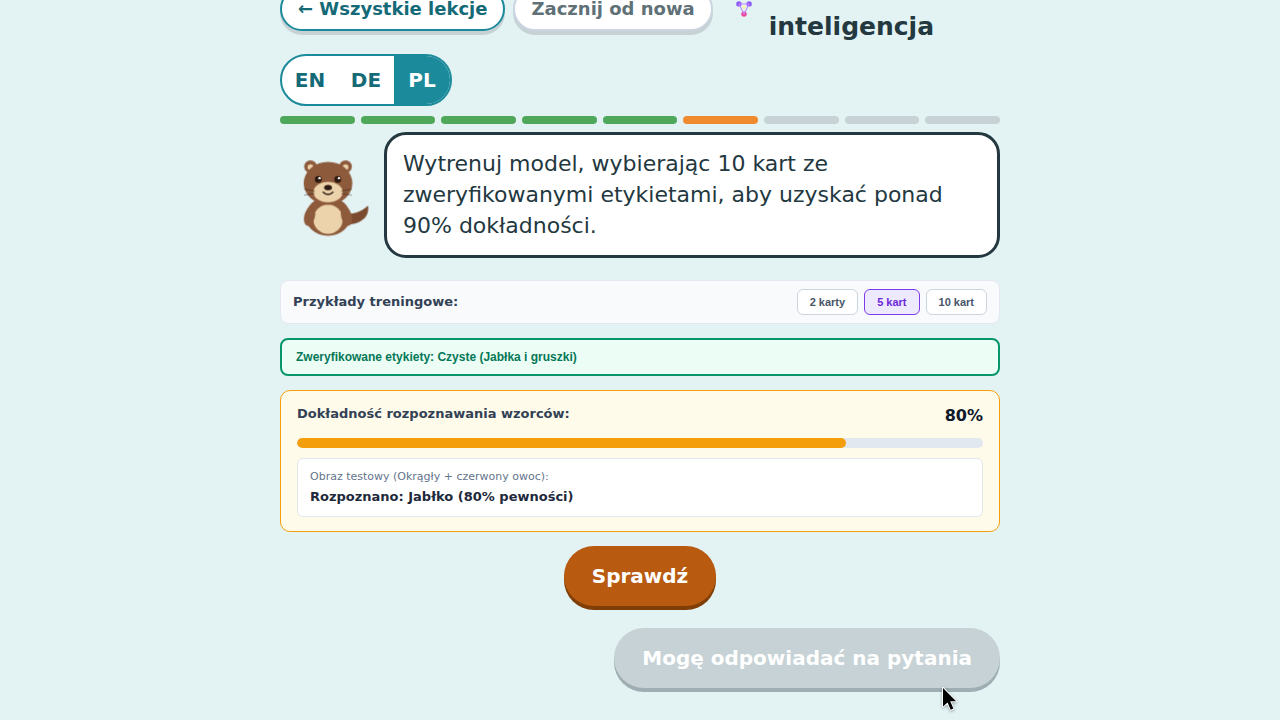 ← Wszystkie lekcje
Zacznij od nowa
inteligencja
EN DE PL
Wytrenuj model, wybierając 10 kart ze
zweryfikowanymi etykietami, aby uzyskać ponad
90% dokładności.
Przykłady treningowe:
2 karty
5 kart
10 kart
Zweryfikowane etykiety: Czyste (Jabłka i gruszki)
Dokładność rozpoznawania wzorców:
80%
Obraz testowy (Okrągły + czerwony owoc):
Rozpoznano: Jabłko (80% pewności)
Sprawdź
Mogę odpowiadać na pytania